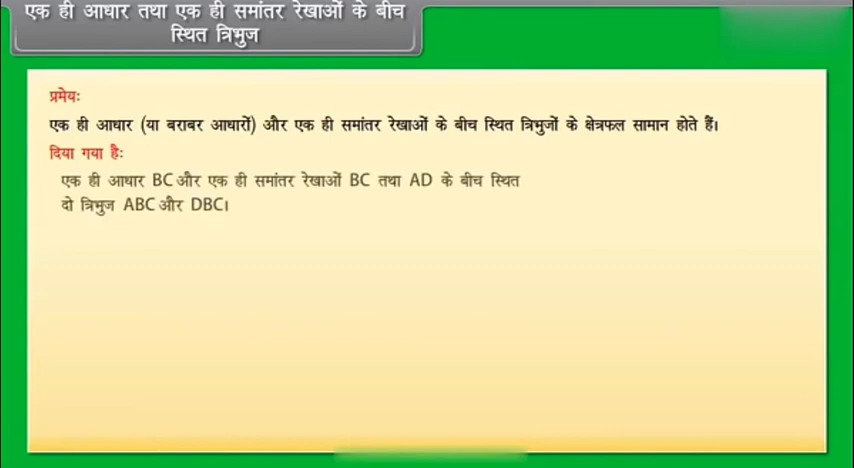 एक ही आधार तथा एक ही समांतर रेखाओं के बीच
स्थित त्रिभुज
प्रमेय:
एक ही आधार (या बराबर आधारों) और एक ही समांतर रेखाओं के बीच स्थित त्रिभुजों के क्षेत्रफल सामान होते हैं।
दिया गया है:
एक ही आधार BC और एक ही समांतर रेखाओं BC तथा AD के बीच स्थित
दो त्रिभुज ABC और DBC।